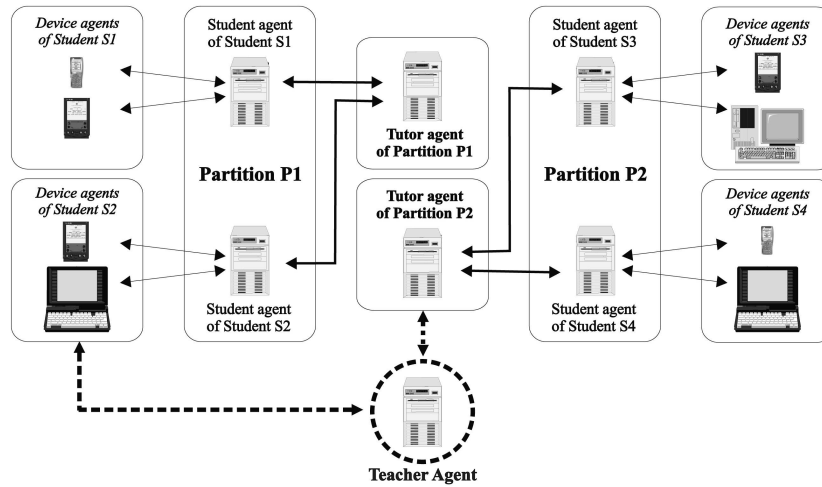 Device agents
of Student S1
Student agent
of Student S1
Tutor agent
of Partition P1
Student agent
of Student S3
Device agents
of Student S3
Partition P1
Partition P2
Device agents
of Student S2
Student agent
of Student S2
Tutor agent
of Partition P2
Student agent
of Student S4
Device agents
of Student S4
Teacher Agent